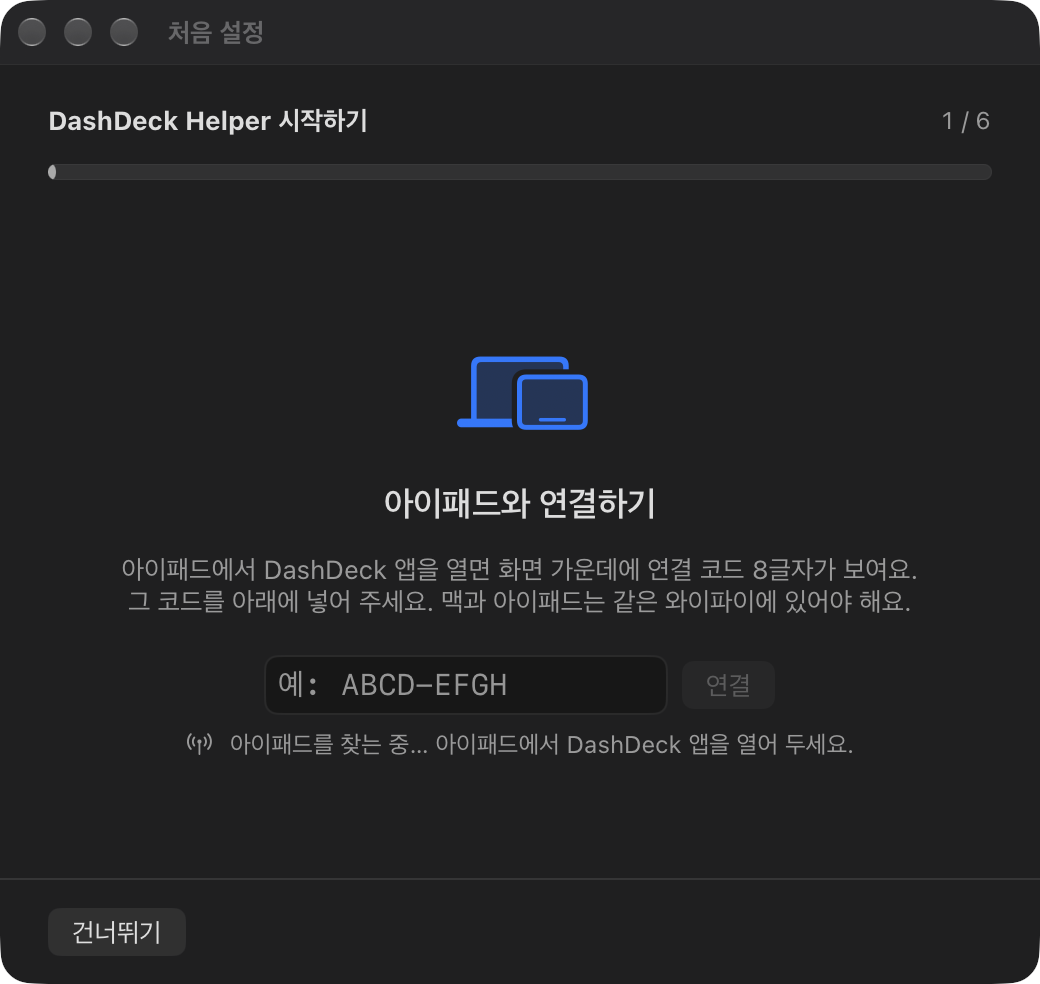 처음 설정
DashDeck Helper 시작하기
1 / 6
아이패드와 연결하기
아이패드에서 DashDeck 앱을 열면 화면 가운데에 연결 코드 8글자가 보여요.
그 코드를 아래에 넣어 주세요. 맥과 아이패드는 같은 와이파이에 있어야 해요.
예: ABCD–EFGH
연결
아이패드를 찾는 중... 아이패드에서 DashDeck 앱을 열어 두세요.
건너뛰기